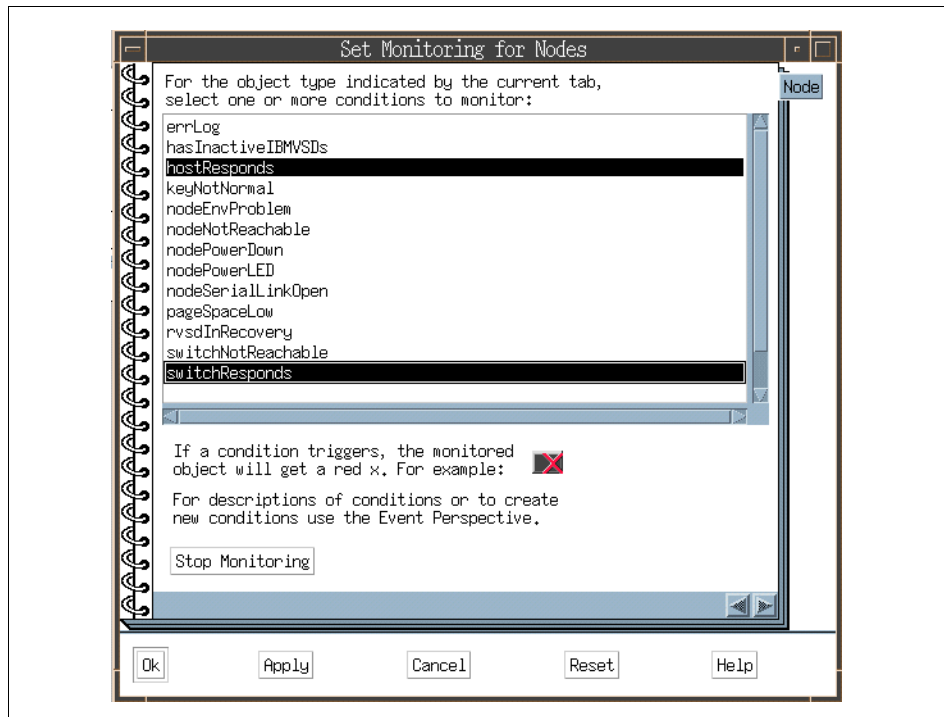 Set Monitoring for Nodes
Node
For the object type indicated by the current tab,
select one or more conditions to monitor:
errLog
hasInactiveIBMVSDs
hostResponds
keyNotNormal
nodeEnvProblem
nodeNotReachable
nodePowerDown
nodePowerLED
nodeSerialLinkOpen
pageSpaceLow
rvsdInRecovery
switchNotReachable
switchResponds
If a condition triggers, the monitored
object will get a red x. For example:
For descriptions of conditions or to create
new conditions use the Event Perspective.
Stop Monitoring
Ok
Apply
Cancel
Reset
Help